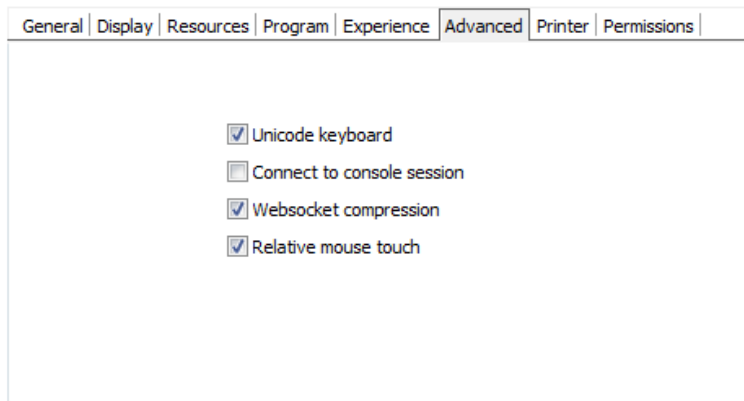 General Display Resources Program Experience Advanced Printer Permissions
Unicode keyboard
Connect to console session
Websocket compression
Relative mouse touch